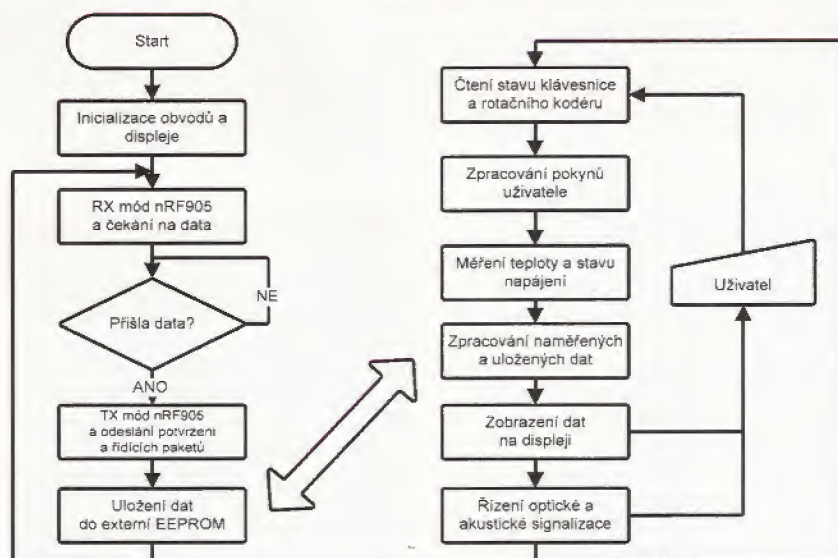 Start
Inicializace obvodů a
displeje
RX mód nRF905
a čekání na data
NE
Přišla data?
ANO
TX mód nRF905
a odeslání potvrzení
a řídících paketů
Uložení dat
do externí EEPROM
Čtení stavu klávesnice
a rotačního kodéru
Zpracování pokynů
uživatele
Měření teploty a stavu
napájení
Uživatel
Zpracování naměřených
a uložených dat
Zobrazení dat
na displeji
Řízení optické a
akustické signalizace